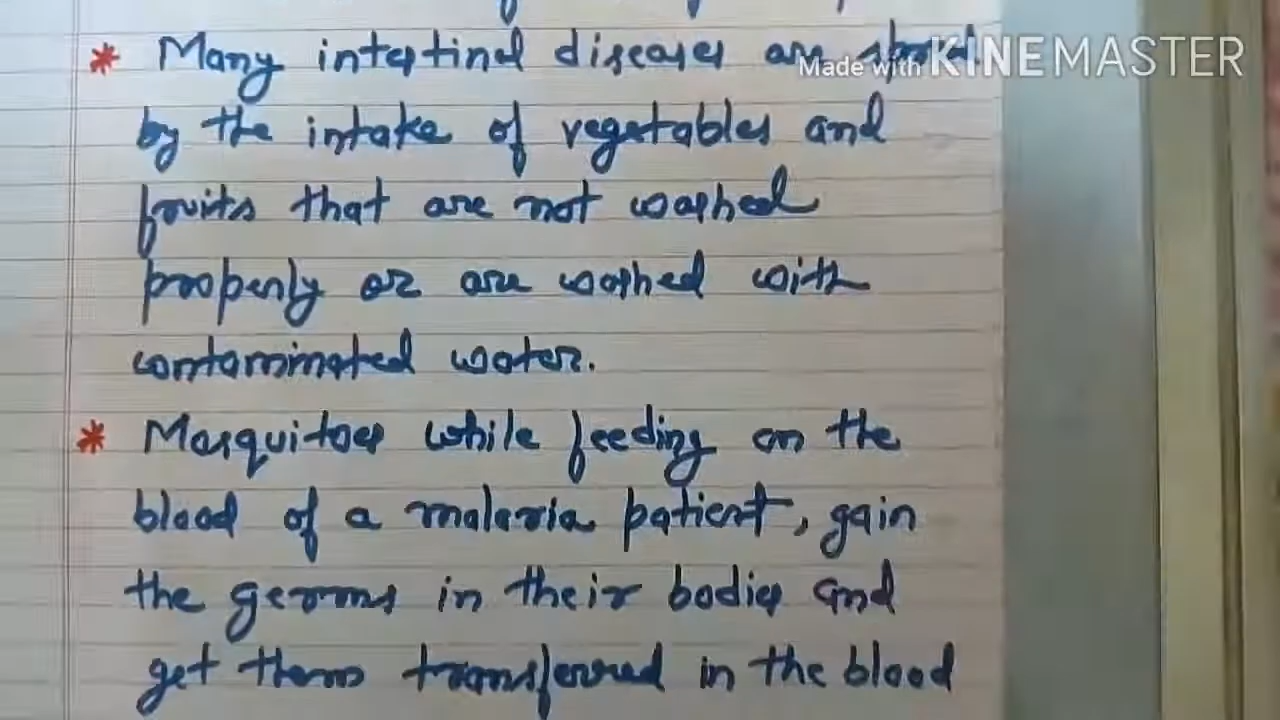 * Many intestinal diseases are spread
Made with KINEMASTER
by the intake of vegetables and
fruits that are not washed
properly or are washed with
contaminated water.
* Mosquitoes while feeding on the
blood of a malaria patient, gain
the germs in their bodies and
get them transferred in the blood